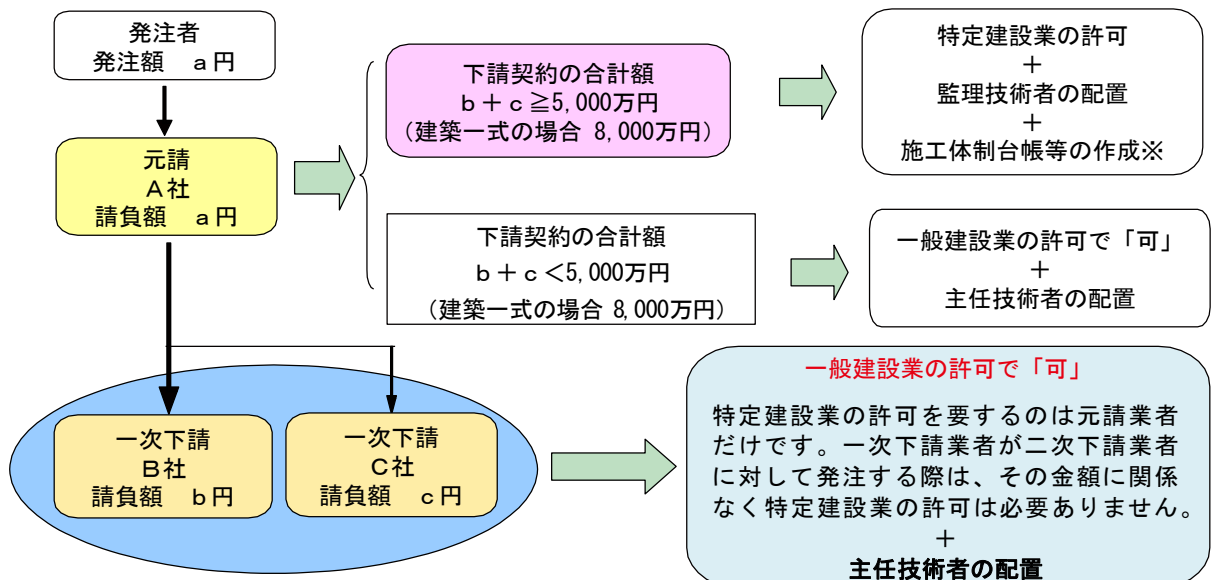 発注者
発注額 a円
元請
A社
請負額 a円
下請契約の合計額
b+c≧5,000万円
(建築一式の場合 8,000万円)
特定建設業の許可
+
監理技術者の配置
+
施工体制台帳等の作成※
下請契約の合計額
b+c<5,000万円
(建築一式の場合 8,000万円)
一般建設業の許可で「可」
+
主任技術者の配置
一次下請
B社
請負額 b円
一次下請
C社
請負額 c円
一般建設業の許可で「可」
特定建設業の許可を要するのは元請業者
だけです。一次下請業者が二次下請業者
に対して発注する際は、その金額に関係
なく特定建設業の許可は必要ありません。
+
主任技術者の配置